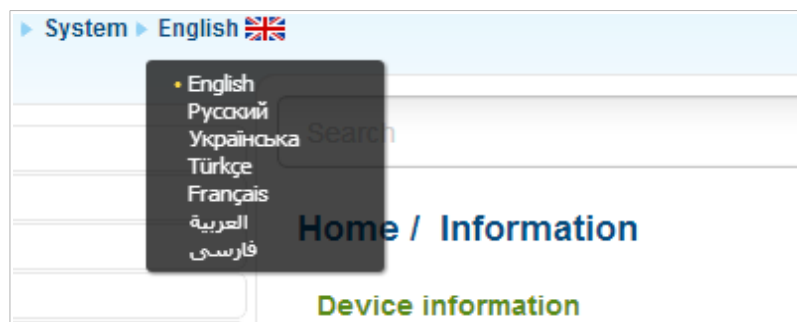 System English
• English
Русский
Українська
Türkçe
Français
العربية
فارسی
Search
Home / Information
Device information